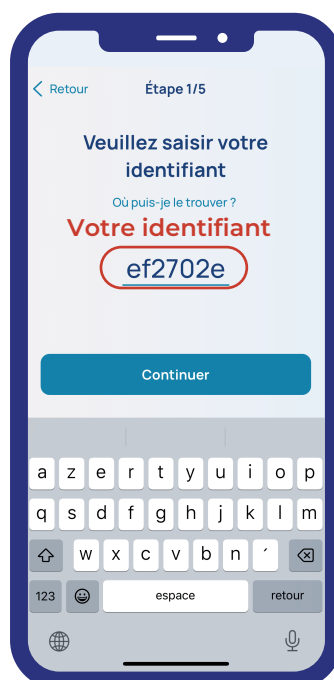 Retour Étape 1/5
Veuillez saisir votre
identifiant
Où puis-je le trouver ?
Votre identifiant
ef2702e
Continuer
a z e r t y u i o p
q s d f g h j k l m
w x c v b n ´
123 espace retour